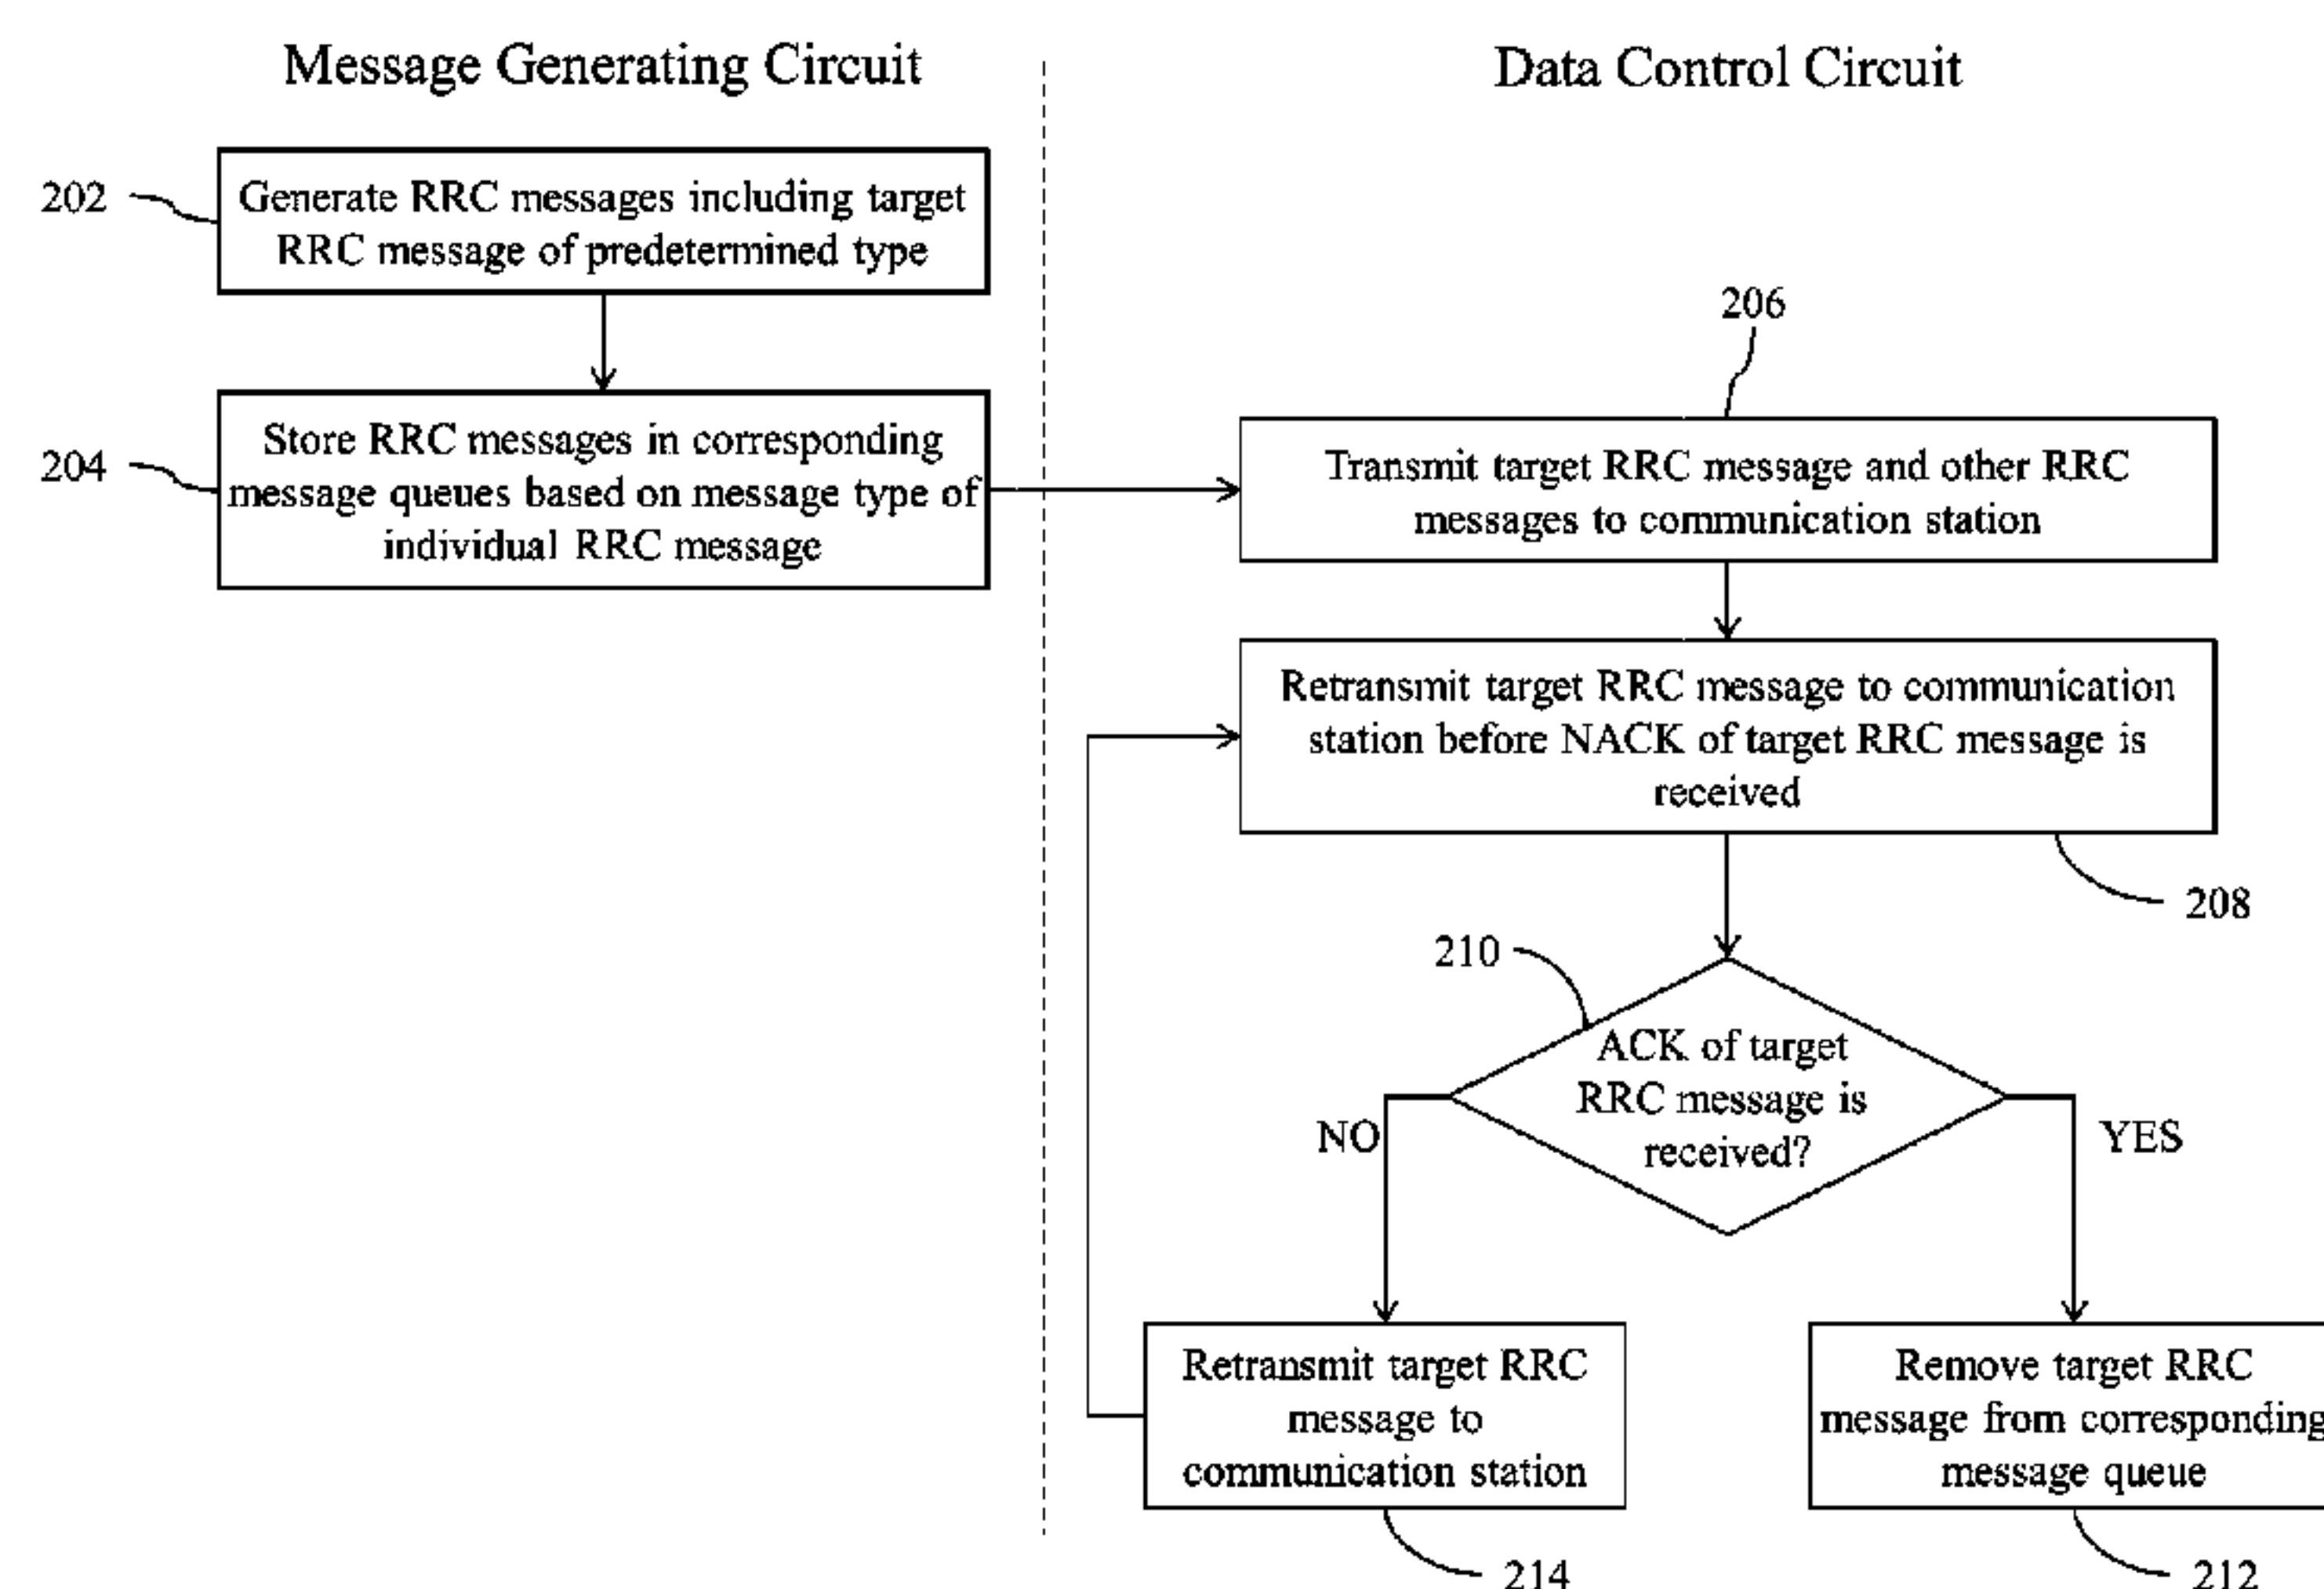 Message Generating Circuit
Data Control Circuit
202
Generate RRC messages including target
RRC message of predetermined type
204
Store RRC messages in corresponding
message queues based on message type of
individual RRC message
206
Transmit target RRC message and other RRC
messages to communication station
Retransmit target RRC message to communication
station before NACK of target RRC message is
received
208
210
ACK of target
RRC message is
received?
NO
YES
Retransmit target RRC
message to
communication station
214
Remove target RRC
message from corresponding
message queue
212